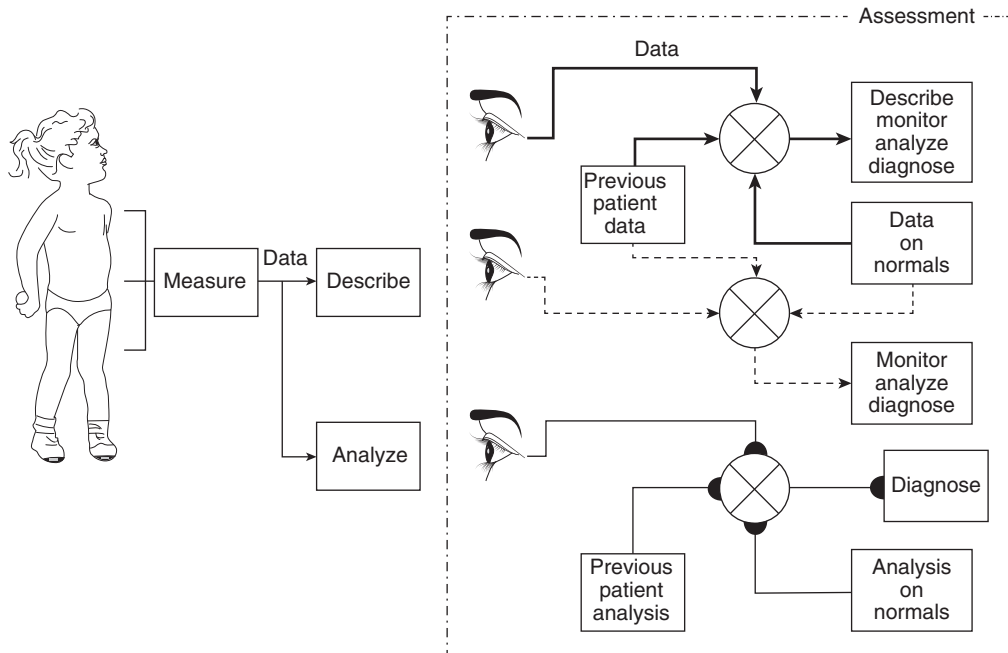 Assessment
Data
Describe
monitor
analyze
diagnose
Previous
patient
data
Data
on
normals
Measure
Data
Describe
Monitor
analyze
diagnose
Analyze
Diagnose
Previous
patient
analysis
Analysis
on
normals